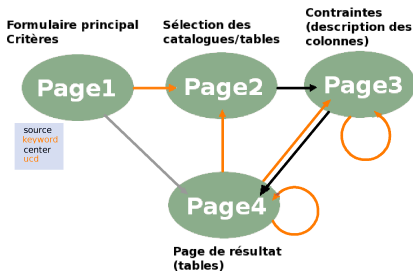 Formulaire principal
Critères
Sélection des
catalogues/tables
Contraintes
(description des
colonnes)
Page1
Page2
Page3
source
keyword
center
ucd
Page4
Page de résultat
(tables)